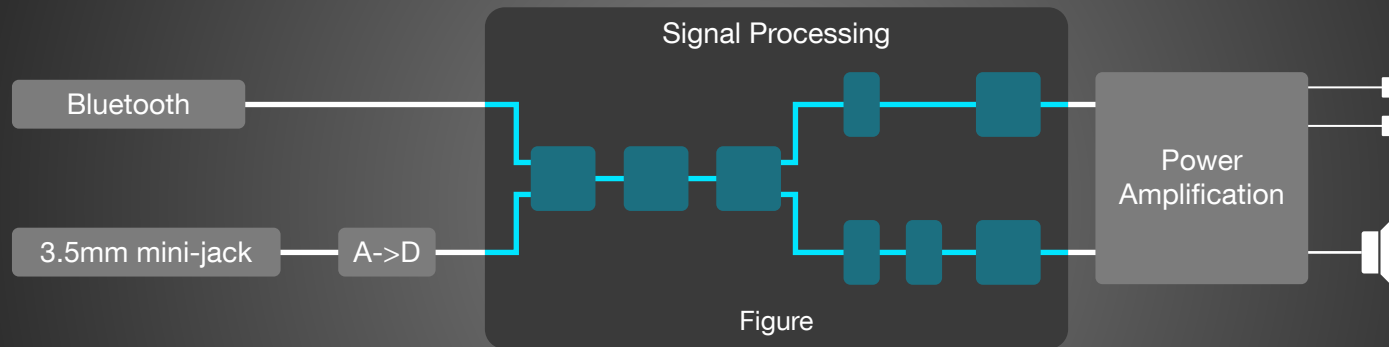 Signal Processing
Bluetooth
3.5mm mini-jack
A->D
Power
Amplification
Figure